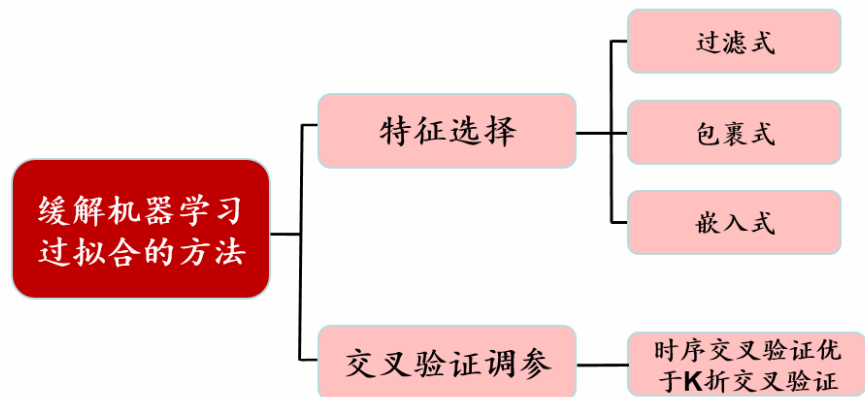 缓解机器学习
过拟合的方法
特征选择
过滤式
包裹式
嵌入式
交叉验证调参
时序交叉验证优
于K折交叉验证